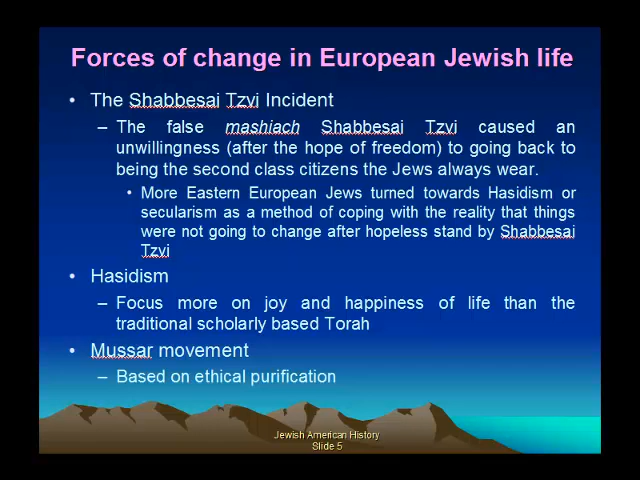 Forces of change in European Jewish life
• The Shabbesai Tzvi Incident
– The false mashiach Shabbesai Tzvi caused an
unwillingness (after the hope of freedom) to going back to
being the second class citizens the Jews always wear.
• More Eastern European Jews turned towards Hasidism or
secularism as a method of coping with the reality that things
were not going to change after hopeless stand by Shabbesai
Tzvi
• Hasidism
– Focus more on joy and happiness of life than the
traditional scholarly based Torah
• Mussar movement
– Based on ethical purification
Jewish American History
Slide 5